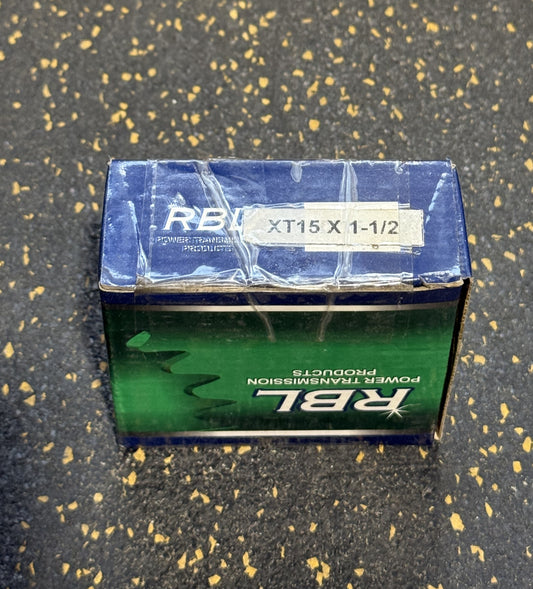 RBL
XT15 X 1-1/2
POWER TRANSMISSION
PRODUCTS
RBL
POWER TRANSMISSION
PRODUCTS